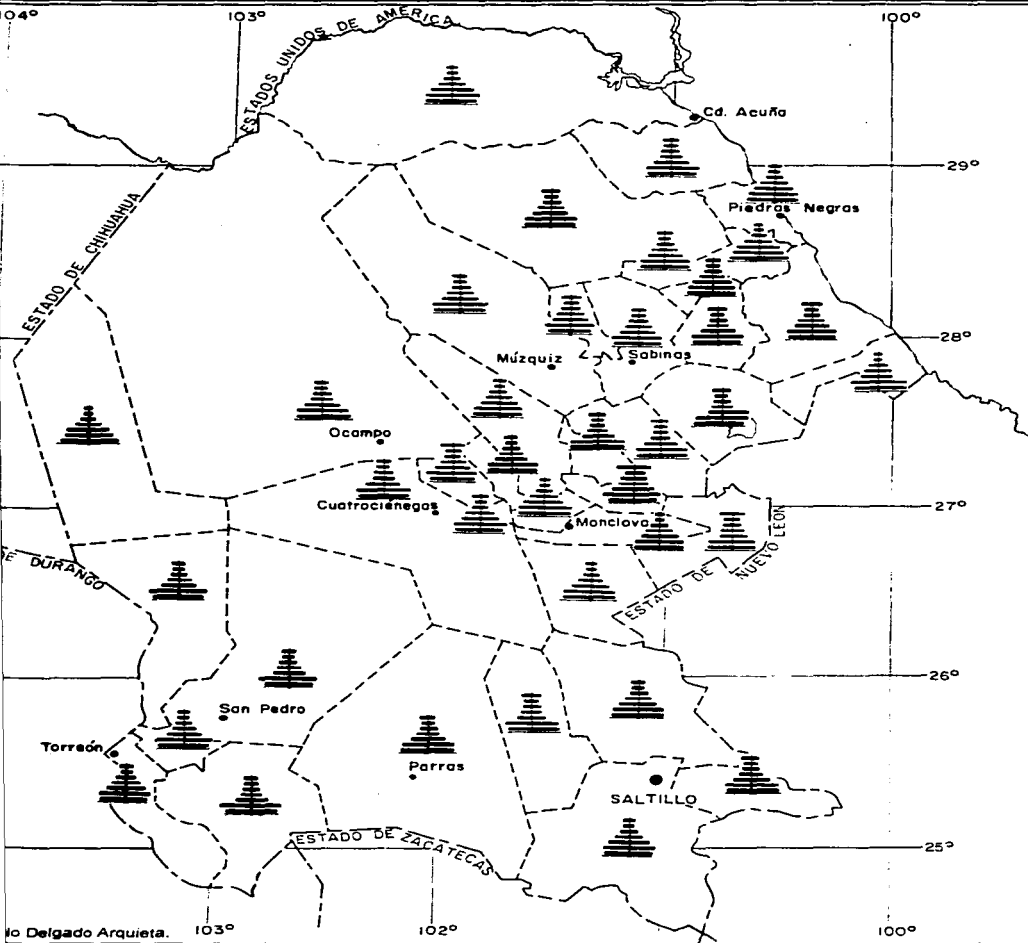 104° 103° 100°
ESTADOS UNIDOS DE AMERICA
Cd. Acuña
29°
Piedras Negras
ESTADO DE CHIHUAHUA
28°
Múzquiz
Sabinas
Ocampo
Cuatrociénegas
27°
Monclova
DE DURANGO
ESTADO DE NUEVO LEON
26°
San Pedro
Torreón
Parras
SALTILLO
ESTADO DE ZACATECAS
25°
lo Delgado Arquieta.
103° 102° 100°